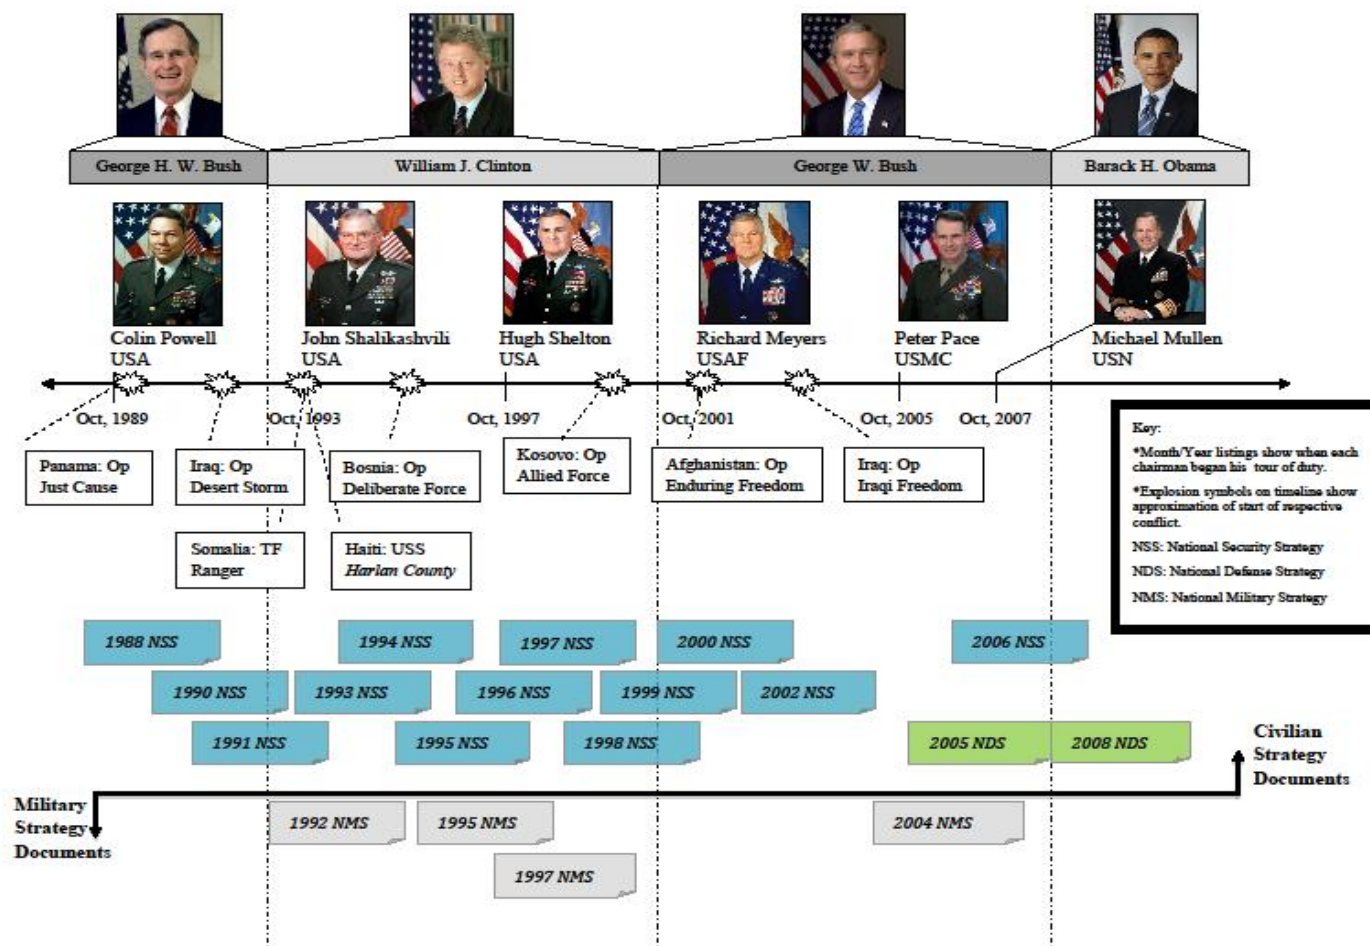 George H. W. Bush
William J. Clinton
George W. Bush
Barack H. Obama
Colin Powell
USA
John Shalikashvili
USA
Hugh Shelton
USA
Richard Meyers
USAF
Peter Pace
USMC
Michael Mullen
USN
Oct, 1989
Oct, 1993
Oct, 1997
Oct, 2001
Oct, 2005
Oct, 2007
Panama: Op
Just Cause
Iraq: Op
Desert Storm
Bosnia: Op
Deliberate Force
Kosovo: Op
Allied Force
Afghanistan: Op
Enduring Freedom
Iraq: Op
Iraqi Freedom
Somalia: TF
Ranger
Haiti: USS
Harlan County
Key:
*Month/Year listings show when each
chairman began his tour of duty.
*Explosion symbols on timeline show
approximation of start of respective
conflict.
NSS: National Security Strategy
NDS: National Defense Strategy
NMS: National Military Strategy
1988 NSS
1994 NSS
1997 NSS
2000 NSS
2006 NSS
1990 NSS
1993 NSS
1996 NSS
1999 NSS
2002 NSS
1991 NSS
1995 NSS
1998 NSS
2005 NDS
2008 NDS
Civilian
Strategy
Documents
Military
Strategy
Documents
1992 NMS
1995 NMS
2004 NMS
1997 NMS